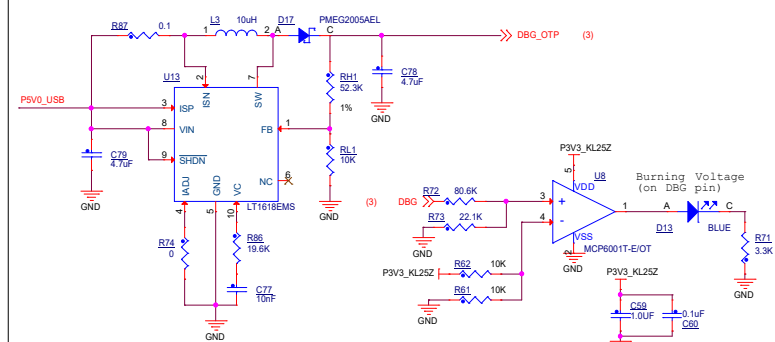 R87 0.1
L3 10uH
1 2
D17
A C
PMEG2005AEL
DBG_OTP (3)
U13
2 7
ISN SW
RH1
52.3K
1%
C78
4.7uF
GND
P5V0_USB
3 ISP
8 VIN
9 SHDN
FB 1
NC 6
IADJ GND VC
4 5 10
LT1618EMS
RL1
10K
GND
C79
4.7uF
GND
R74
0
R86
19.6K
C77
10nF
GND
P3V3_KL25Z
5
U8
VDD
Burning Voltage
(on DBG pin)
(3) DBG R72 80.6K
3 +
4 -
1
A C
D13
BLUE
R73 22.1K
GND
VSS
MCP6001T-E/OT
2
GND
R71
3.3K
GND
R62 10K
P3V3_KL25Z
R61 10K
GND
P3V3_KL25Z
C59
1.0UF
0.1uF
C60